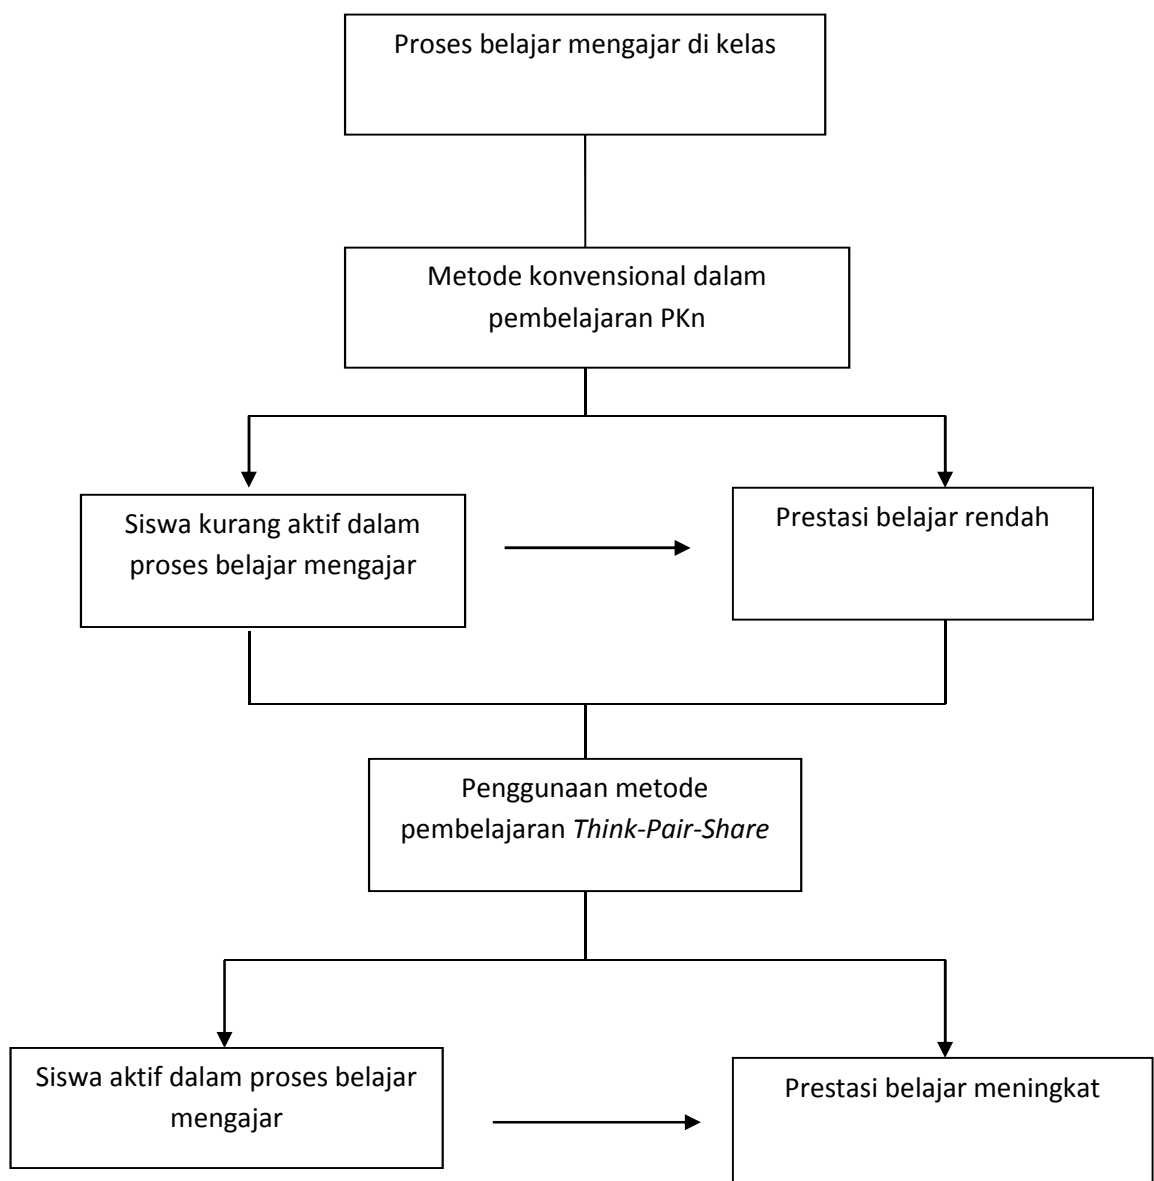 Proses belajar mengajar di kelas
Metode konvensional dalam
pembelajaran PKn
Siswa kurang aktif dalam
proses belajar mengajar
Prestasi belajar rendah
Penggunaan metode
pembelajaran Think-Pair-Share
Siswa aktif dalam proses belajar
mengajar
Prestasi belajar meningkat